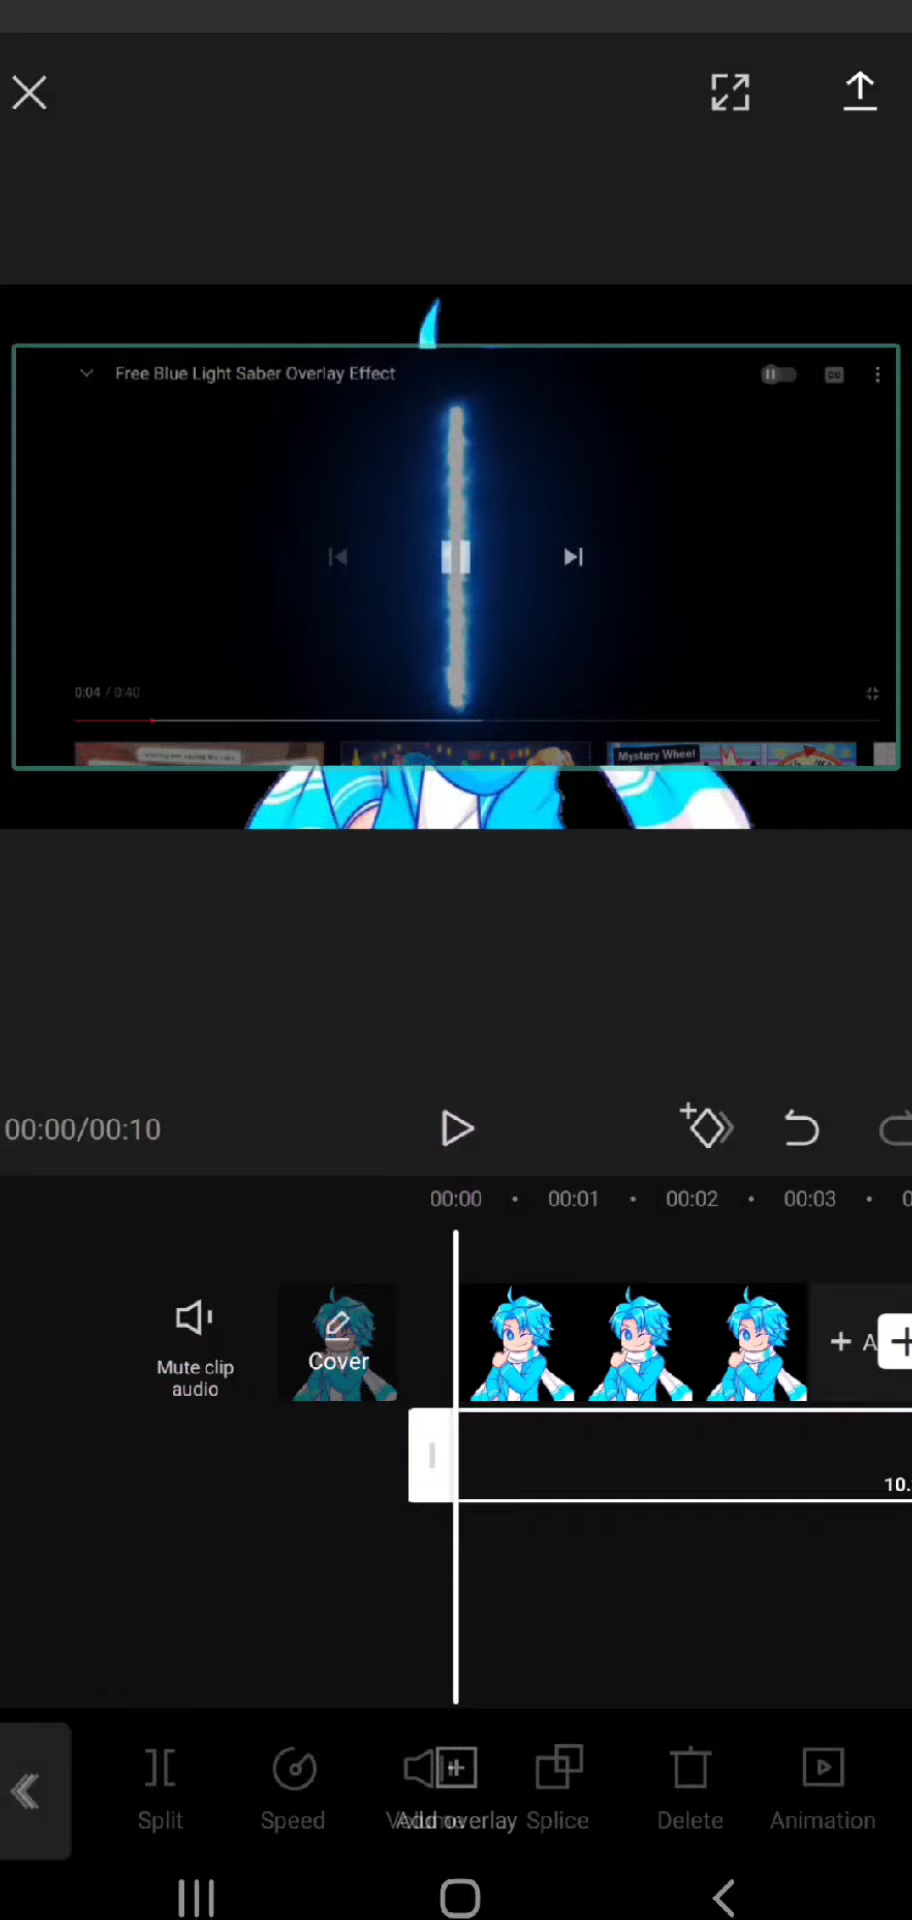 Free Blue Light Saber Overlay Effect
0:04 / 0:40
Mystery Wheel
00:00/00:10
00:00 • 00:01 • 00:02 • 00:03 • 0
Mute clip
audio
Cover
+ A
10.
Split
Speed
Add overlay
Splice
Delete
Animation